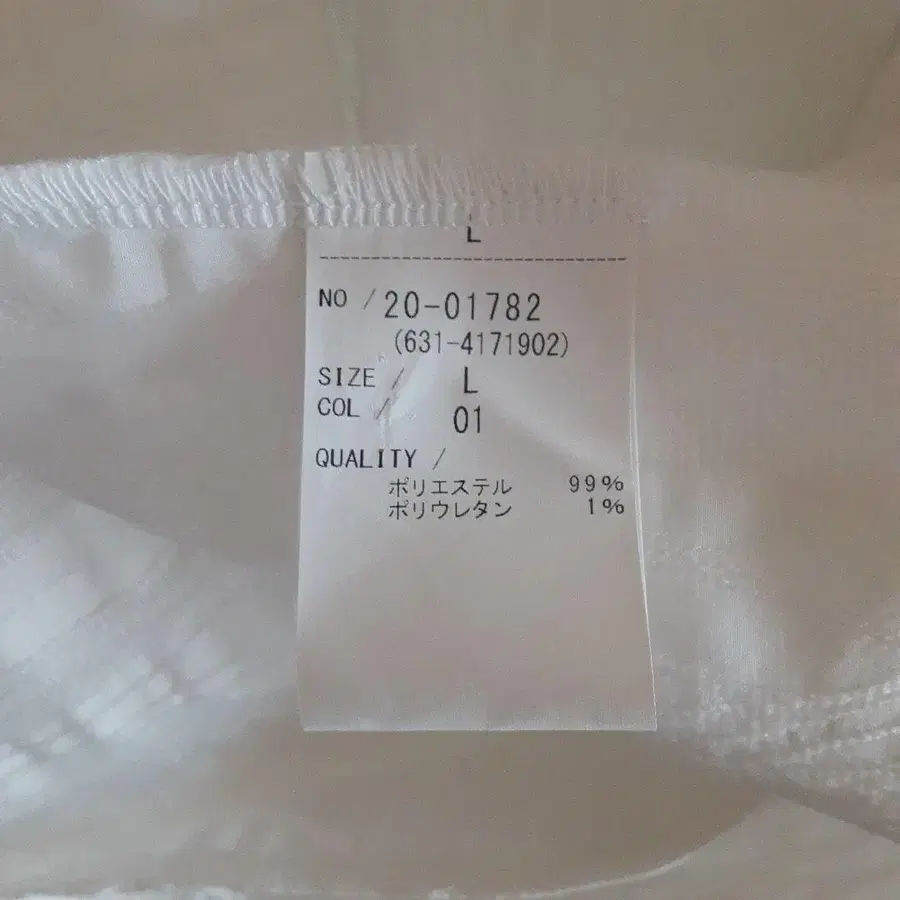 L
NO / 20-01782
(631-4171902)
SIZE / L
COL / 01
QUALITY /
ポリエステル 99%
ポリウレタン 1%